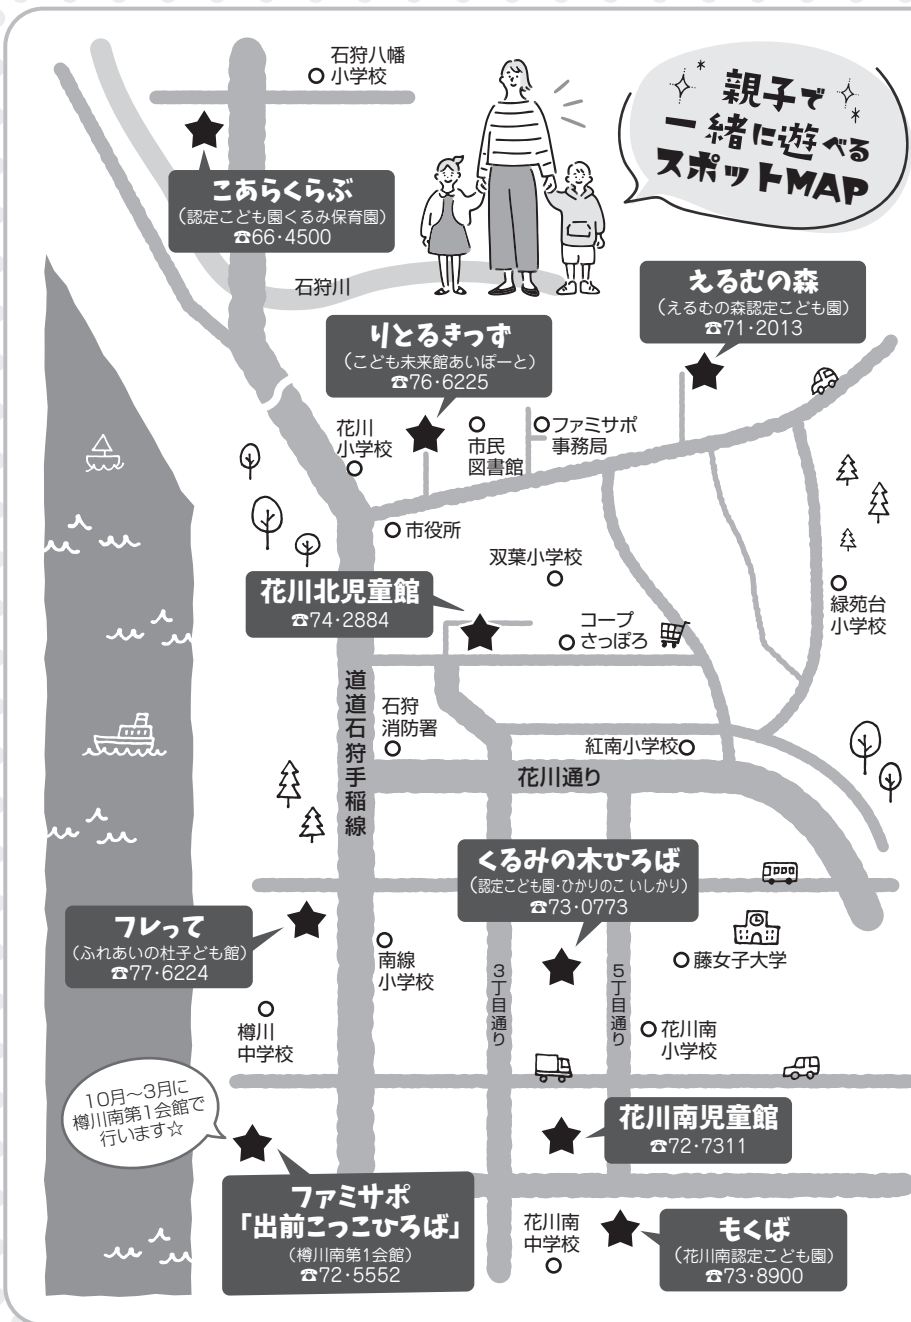 親子で
一緒に遊べる
スポットMAP
石狩八幡
小学校
こあらくらぶ
(認定こども園くるみ保育園)
☎66・4500
石狩川
えるむの森
(えるむの森認定こども園)
☎71・2013
りとるきっず
(こども未来館あいぽーと)
☎76・6225
花川
小学校
市民
図書館
ファミサポ
事務局
市役所
双葉小学校
花川北児童館
☎74・2884
コープ
さっぽろ
緑苑台
小学校
道道石狩手稲線
石狩
消防署
紅南小学校
花川通り
くるみの木ひろば
(認定こども園・ひかりのこ いしかり)
☎73・0773
フレって
(ふれあいの杜子ども館)
☎77・6224
南線
小学校
3丁目通り
5丁目通り
藤女子大学
樽川
中学校
花川南
小学校
10月~3月に
樽川南第1会館で
行います☆
花川南児童館
☎72・7311
ファミサポ
「出前こっこひろば」
(樽川南第1会館)
☎72・5552
花川南
中学校
もくば
(花川南認定こども園)
☎73・8900